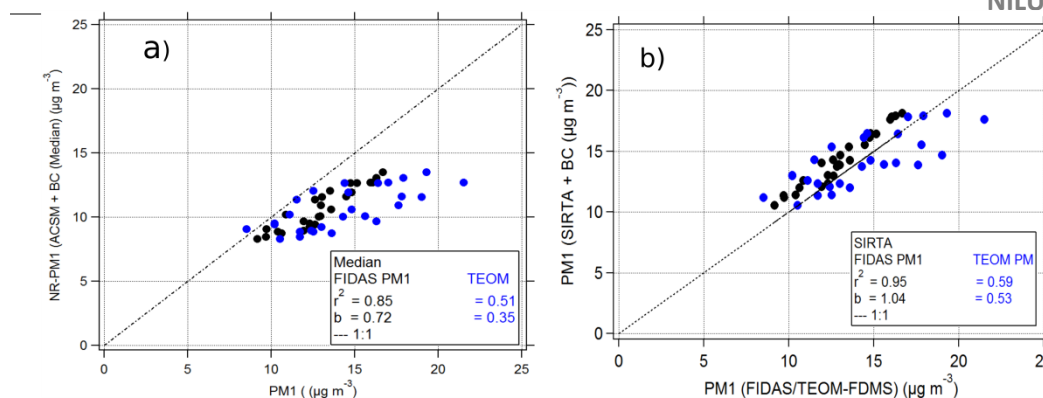 NILU
a)
NR-PM1 (ACSM + BC (Median) (µg m⁻³)
25
20
15
10
5
0
Median
FIDAS PM1 TEOM
r² = 0.85 = 0.51
b = 0.72 = 0.35
--- 1:1
0 5 10 15 20 25
PM1 ( (µg m⁻³)
b)
PM1 (SIRTA + BC (µg m⁻³))
25
20
15
10
5
0
SIRTA
FIDAS PM1 TEOM PM
r² = 0.95 = 0.59
b = 1.04 = 0.53
--- 1:1
0 5 10 15 20 25
PM1 (FIDAS/TEOM-FDMS) (µg m⁻³)